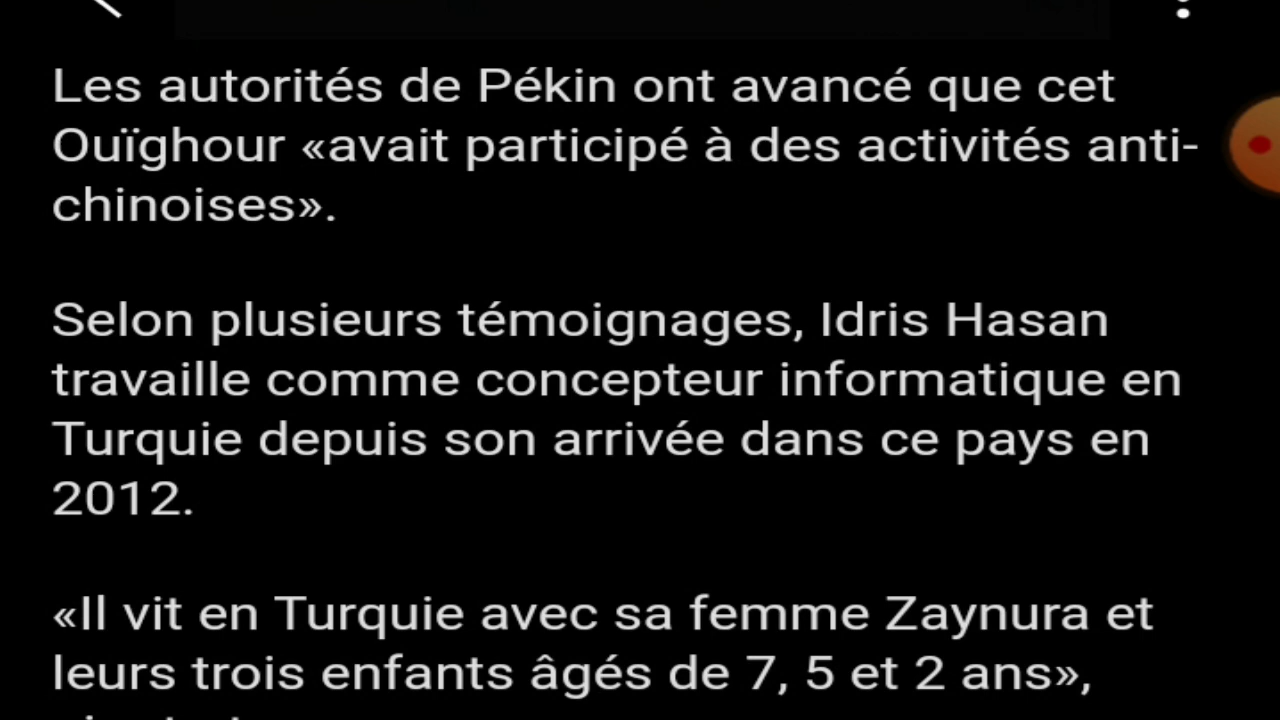 Les autorités de Pékin ont avancé que cet
Ouïghour «avait participé à des activités anti-
chinoises».
Selon plusieurs témoignages, Idris Hasan
travaille comme concepteur informatique en
Turquie depuis son arrivée dans ce pays en
2012.
«Il vit en Turquie avec sa femme Zaynura et
leurs trois enfants âgés de 7, 5 et 2 ans»,